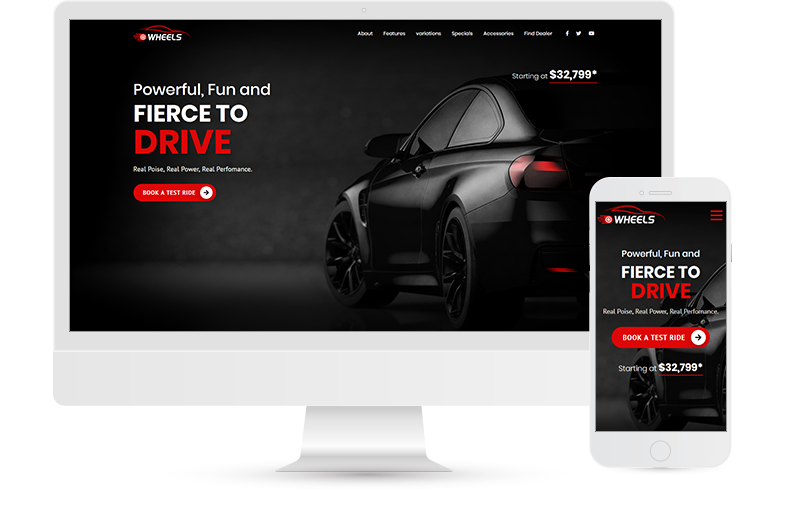 WHEELS
About Features variations Specials Accessories Find Dealer
Starting at $32,799*
Powerful, Fun and
FIERCE TO
DRIVE
Real Poise, Real Power, Real Perfomance.
BOOK A TEST RIDE
WHEELS
Powerful, Fun and
FIERCE TO
DRIVE
Real Poise, Real Power, Real Perfomance.
BOOK A TEST RIDE
Starting at $32,799*